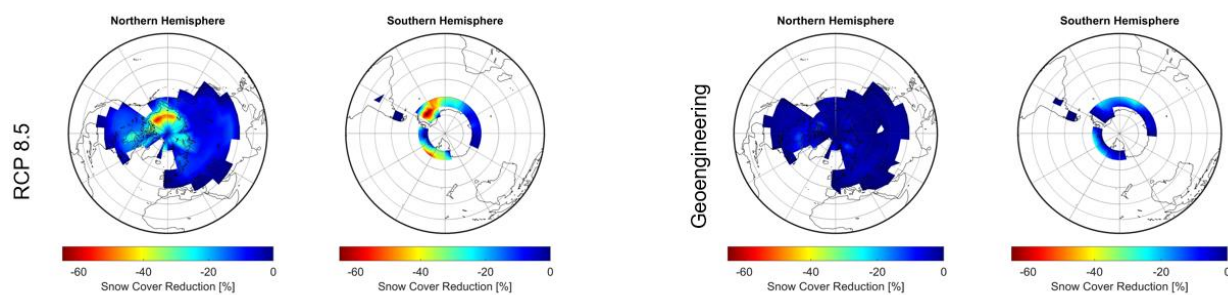 Northern Hemisphere
Southern Hemisphere
Northern Hemisphere
Southern Hemisphere
RCP 8.5
Geoengineering
-60 -40 -20 0
-60 -40 -20 0
-60 -40 -20 0
-60 -40 -20 0
Snow Cover Reduction [%]
Snow Cover Reduction [%]
Snow Cover Reduction [%]
Snow Cover Reduction [%]